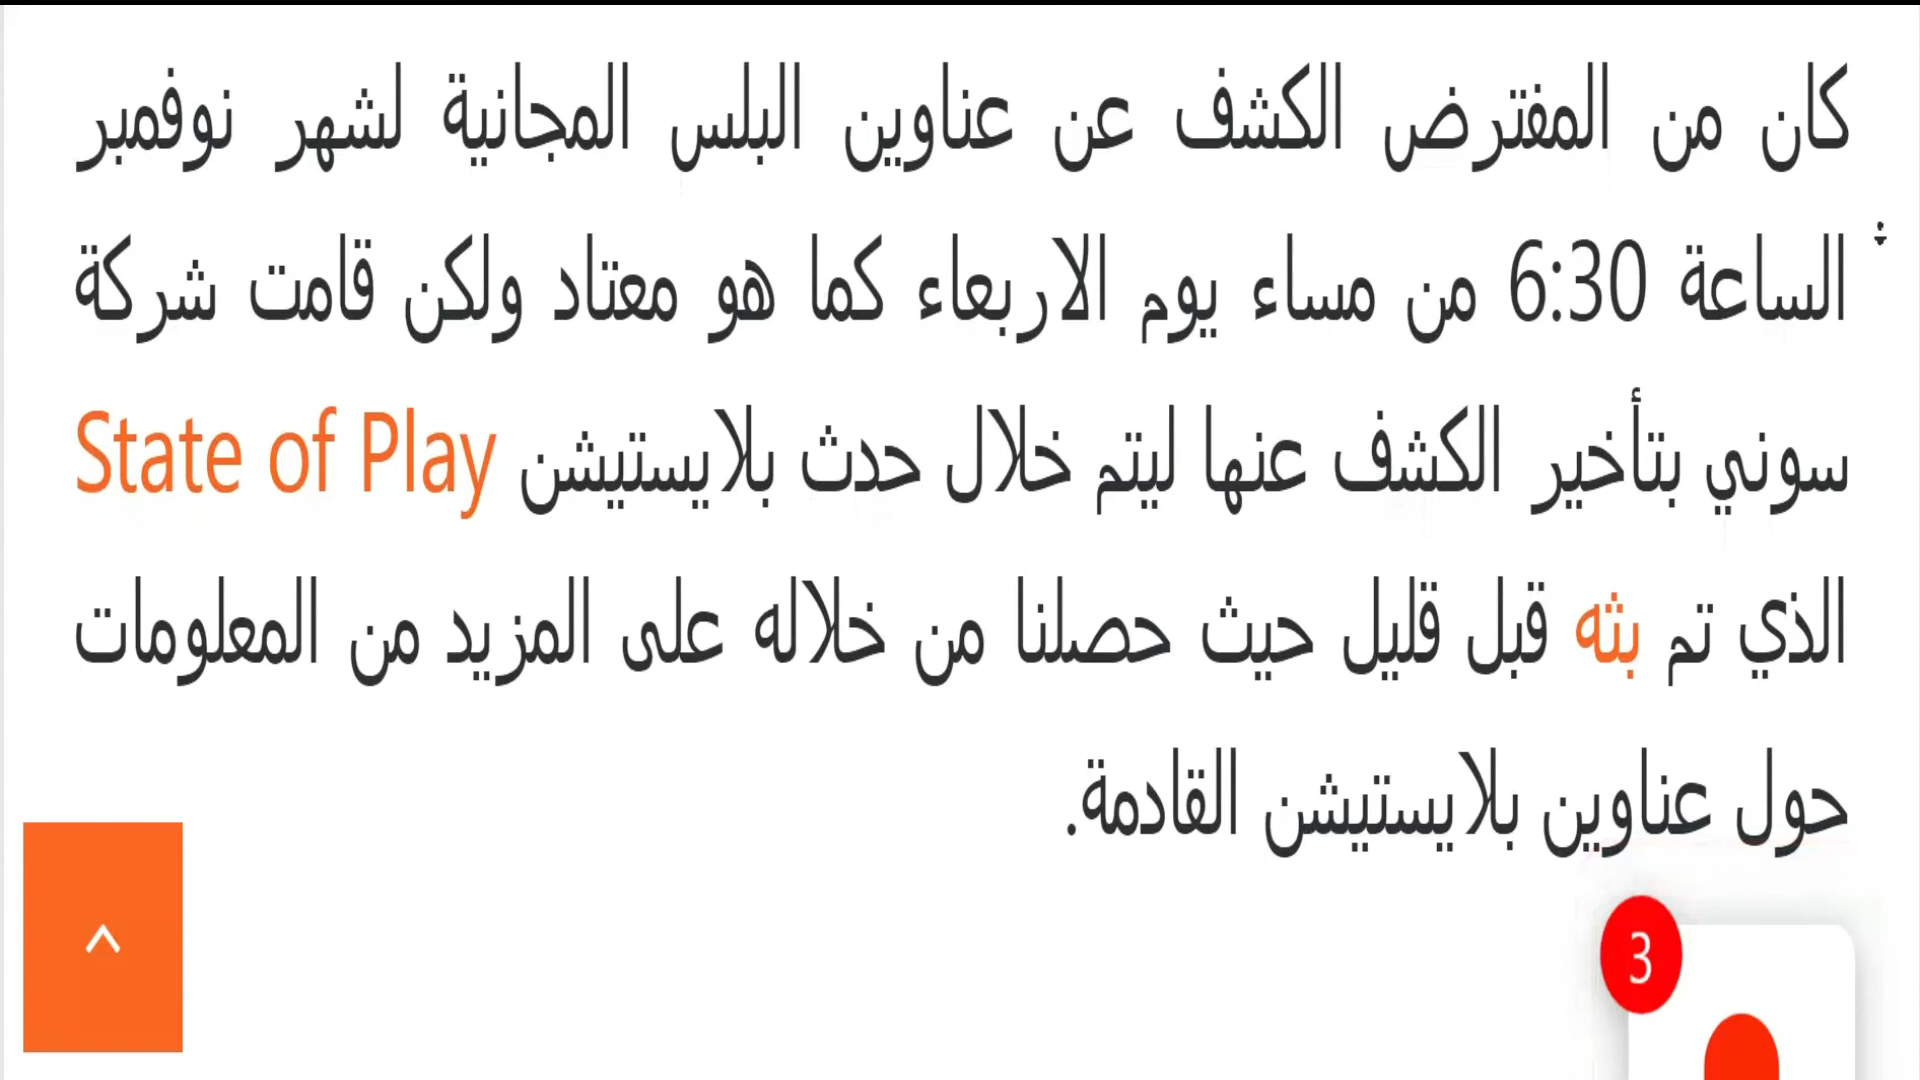 كان من المفترض الكشف عن عناوين البلس المجانية لشهر نوفمبر
الساعة 6:30 من مساء يوم الاربعاء كما هو معتاد ولكن قامت شركة
سوني بتأخير الكشف عنها ليتم خلال حدث بلايستيشن State of Play
الذي تم بثه قبل قليل حيث حصلنا من خلاله على المزيد من المعلومات
حول عناوين بلايستيشن القادمة.
3